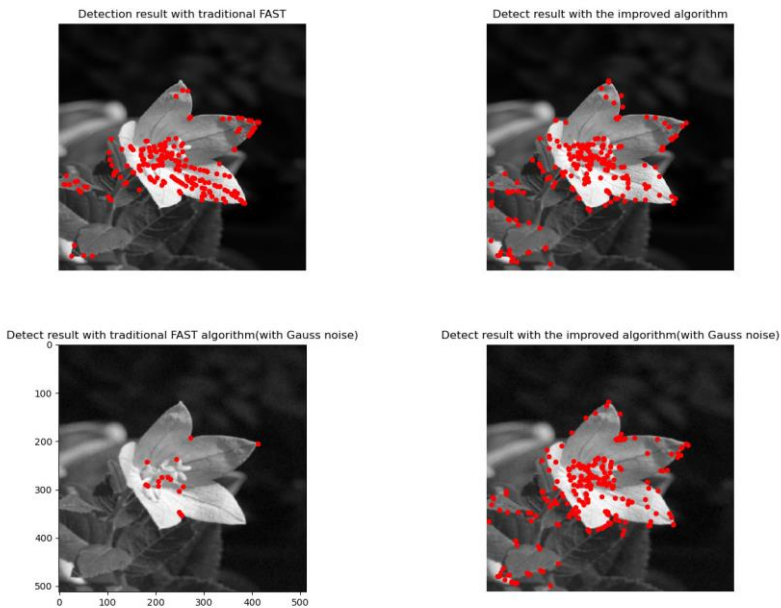 Detection result with traditional FAST
Detect result with the improved algorithm
Detect result with traditional FAST algorithm(with Gauss noise)
Detect result with the improved algorithm(with Gauss noise)
0
100
200
300
400
500
0 100 200 300 400 500